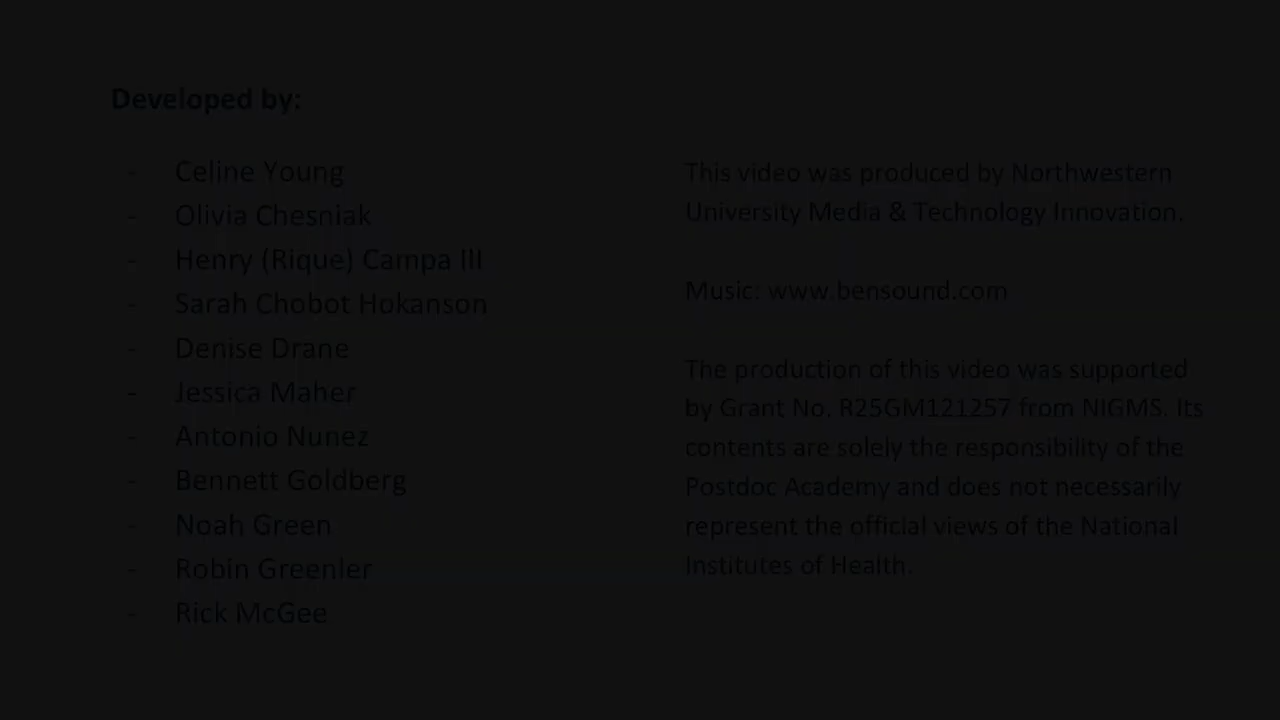 Developed by:
- Celine Young
- Olivia Chesniak
- Henry (Rique) Campa III
- Sarah Chobot Hokanson
- Denise Drane
- Jessica Maher
- Antonio Nunez
- Bennett Goldberg
- Noah Green
- Robin Greenler
- Rick McGee
This video was produced by Northwestern
University Media & Technology Innovation.
Music: www.bensound.com
The production of this video was supported
by Grant No. R25GM121257 from NIGMS. Its
contents are solely the responsibility of the
Postdoc Academy and does not necessarily
represent the official views of the National
Institutes of Health.